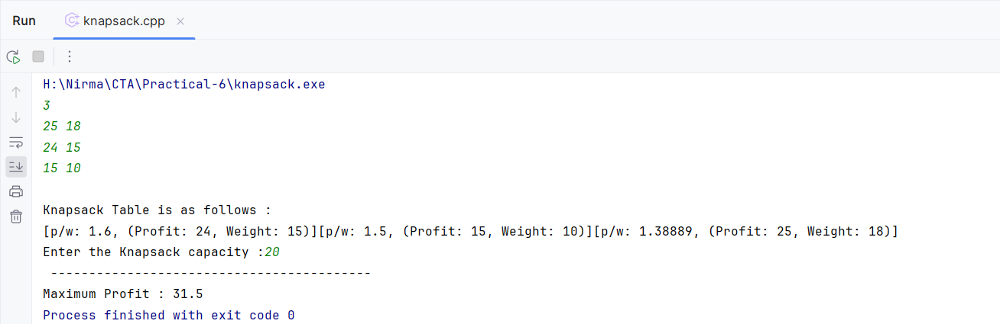 Run knapsack.cpp
H:\Nirma\CTA\Practical-6\knapsack.exe
3
25 18
24 15
15 10
Knapsack Table is as follows :
[p/w: 1.6, (Profit: 24, Weight: 15)][p/w: 1.5, (Profit: 15, Weight: 10)][p/w: 1.38889, (Profit: 25, Weight: 18)]
Enter the Knapsack capacity :20
------------------------------------------
Maximum Profit : 31.5
Process finished with exit code 0